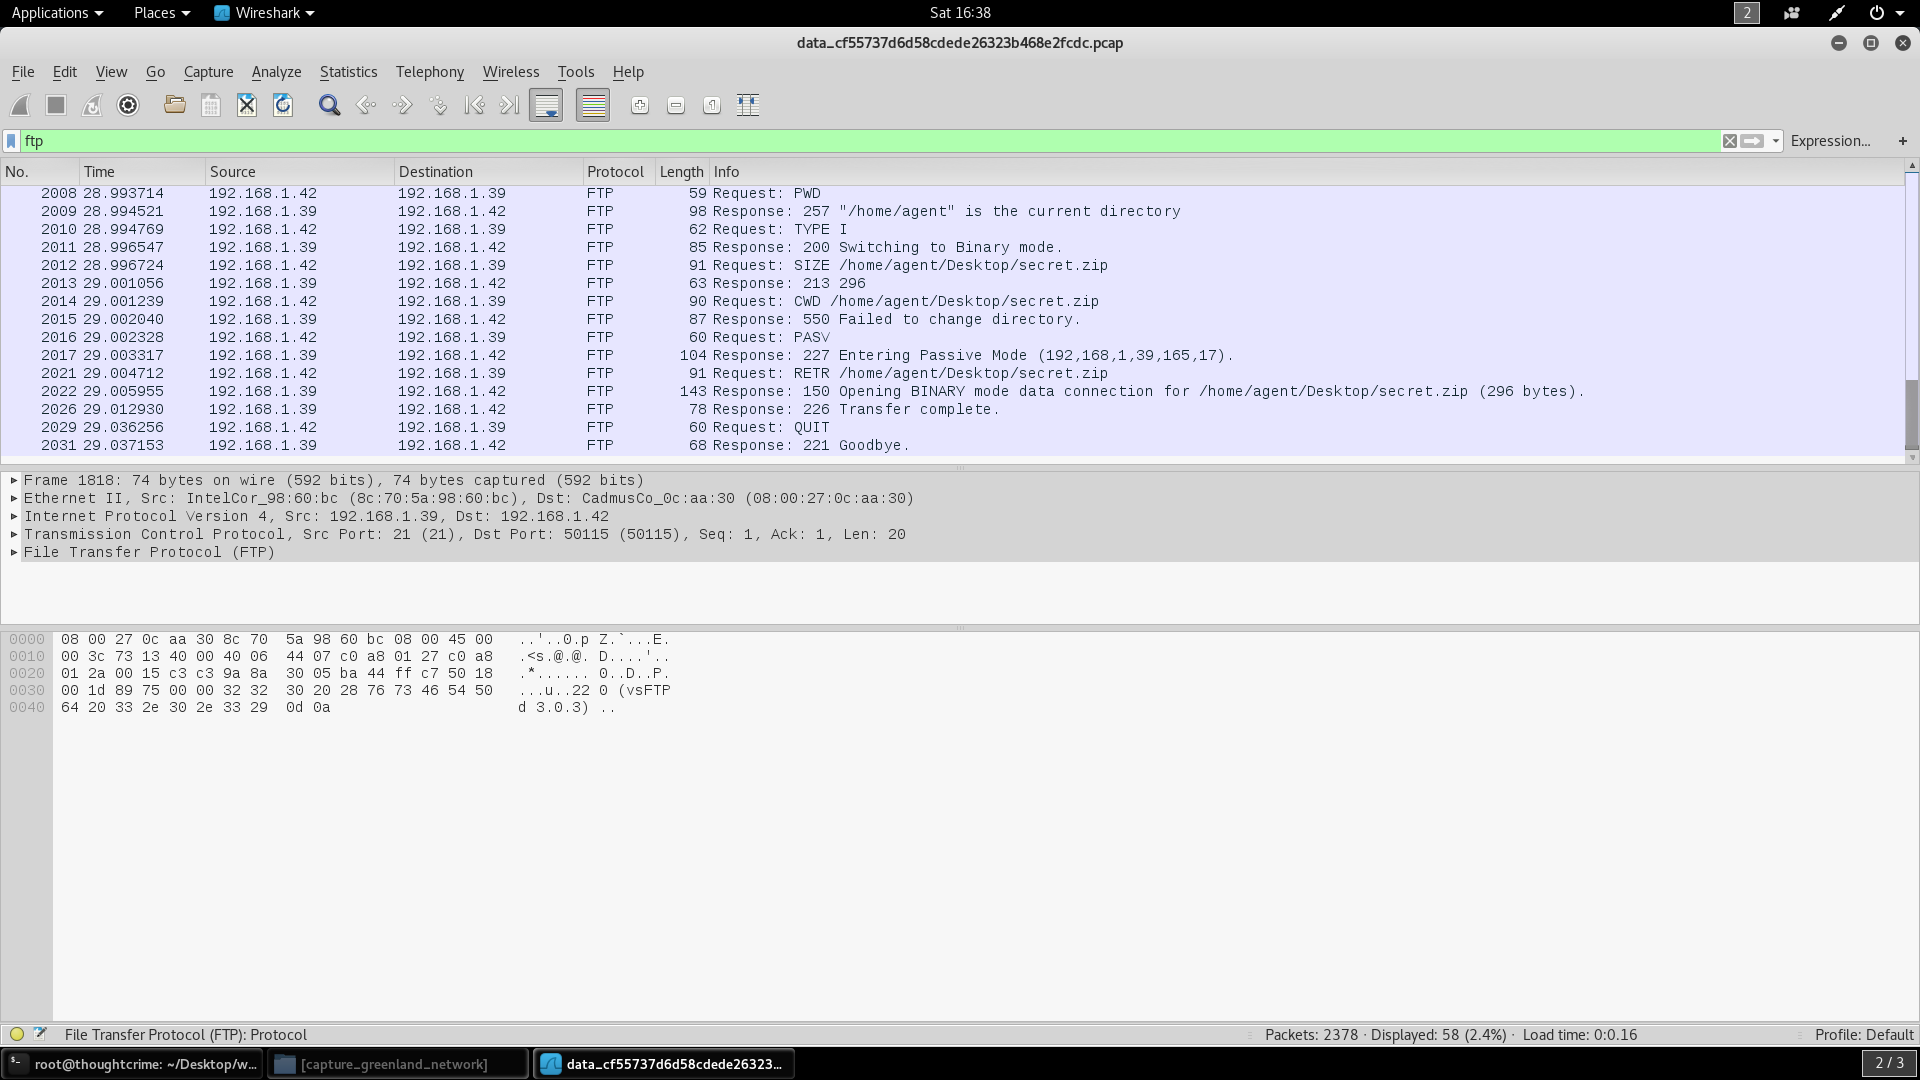 Applications Places Wireshark Sat 16:38 2
data_cf55737d6d58cdede26323b468e2fcdc.pcap
File Edit View Go Capture Analyze Statistics Telephony Wireless Tools Help
ftp Expression... +
No. Time Source Destination Protocol Length Info
2008 28.993714 192.168.1.42 192.168.1.39 FTP 59 Request: PWD
2009 28.994521 192.168.1.39 192.168.1.42 FTP 98 Response: 257 "/home/agent" is the current directory
2010 28.994769 192.168.1.42 192.168.1.39 FTP 62 Request: TYPE I
2011 28.996547 192.168.1.39 192.168.1.42 FTP 85 Response: 200 Switching to Binary mode.
2012 28.996724 192.168.1.42 192.168.1.39 FTP 91 Request: SIZE /home/agent/Desktop/secret.zip
2013 29.001056 192.168.1.39 192.168.1.42 FTP 63 Response: 213 296
2014 29.001239 192.168.1.42 192.168.1.39 FTP 90 Request: CWD /home/agent/Desktop/secret.zip
2015 29.002040 192.168.1.39 192.168.1.42 FTP 87 Response: 550 Failed to change directory.
2016 29.002328 192.168.1.42 192.168.1.39 FTP 60 Request: PASV
2017 29.003317 192.168.1.39 192.168.1.42 FTP 104 Response: 227 Entering Passive Mode (192,168,1,39,165,17).
2021 29.004712 192.168.1.42 192.168.1.39 FTP 91 Request: RETR /home/agent/Desktop/secret.zip
2022 29.005955 192.168.1.39 192.168.1.42 FTP 143 Response: 150 Opening BINARY mode data connection for /home/agent/Desktop/secret.zip (296 bytes).
2026 29.012930 192.168.1.39 192.168.1.42 FTP 78 Response: 226 Transfer complete.
2029 29.036256 192.168.1.42 192.168.1.39 FTP 60 Request: QUIT
2031 29.037153 192.168.1.39 192.168.1.42 FTP 68 Response: 221 Goodbye.
Frame 1818: 74 bytes on wire (592 bits), 74 bytes captured (592 bits)
Ethernet II, Src: IntelCor_98:60:bc (8c:70:5a:98:60:bc), Dst: CadmusCo_0c:aa:30 (08:00:27:0c:aa:30)
Internet Protocol Version 4, Src: 192.168.1.39, Dst: 192.168.1.42
Transmission Control Protocol, Src Port: 21 (21), Dst Port: 50115 (50115), Seq: 1, Ack: 1, Len: 20
File Transfer Protocol (FTP)
0000 08 00 27 0c aa 30 8c 70 5a 98 60 bc 08 00 45 00 ..'..0.p Z.`...E.
0010 00 3c 73 13 40 00 40 06 44 07 c0 a8 01 27 c0 a8 .<s.@.@. D....'..
0020 01 2a 00 15 c3 c3 9a 8a 30 05 ba 44 ff c7 50 18 .*...... 0..D..P.
0030 00 1d 89 75 00 00 32 32 30 20 28 76 73 46 54 50 ...u..22 0 (vsFTP
0040 64 20 33 2e 30 2e 33 29 0d 0a d 3.0.3) ..
File Transfer Protocol (FTP): Protocol Packets: 2378 · Displayed: 58 (2.4%) · Load time: 0:0.16 Profile: Default
root@thoughtcrime: ~/Desktop/w... [capture_greenland_network] data_cf55737d6d58cdede26323... 2 / 3